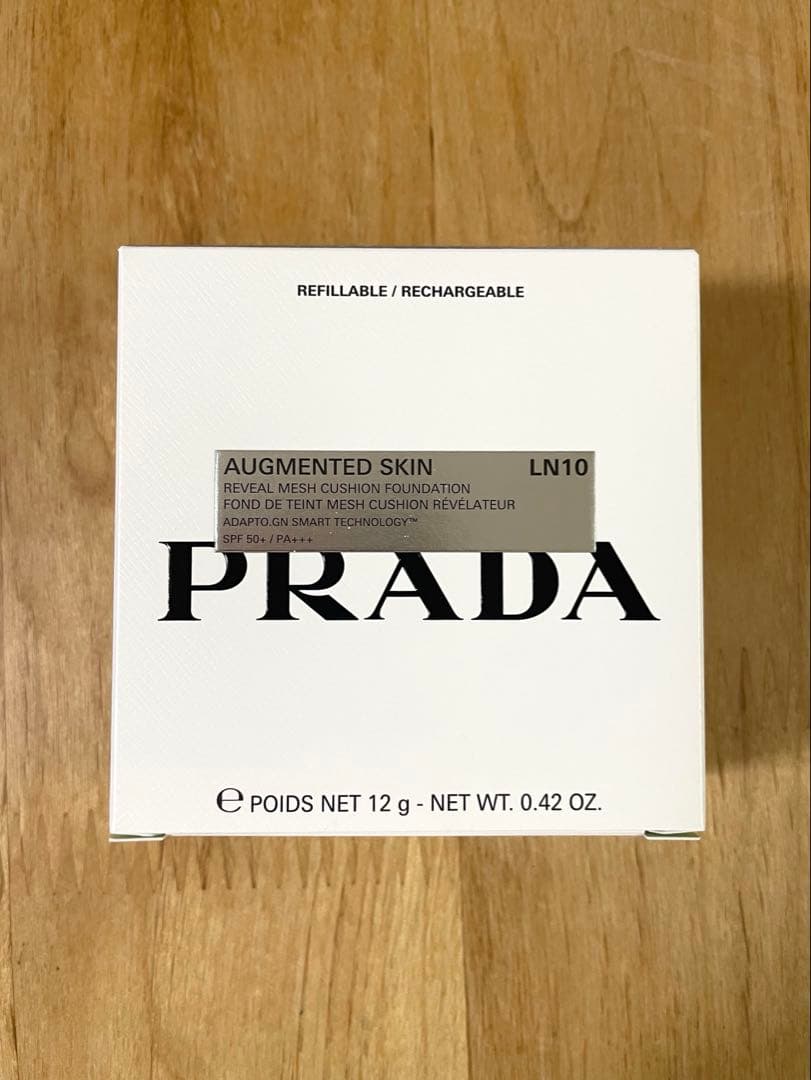 REFILLABLE / RECHARGEABLE
AUGMENTED SKIN LN10
REVEAL MESH CUSHION FOUNDATION
FOND DE TEINT MESH CUSHION RÉVÉLATEUR
ADAPTO.GN SMART TECHNOLOGY™
SPF 50+ / PA+++
PRADA
℮ POIDS NET 12 g - NET WT. 0.42 OZ.